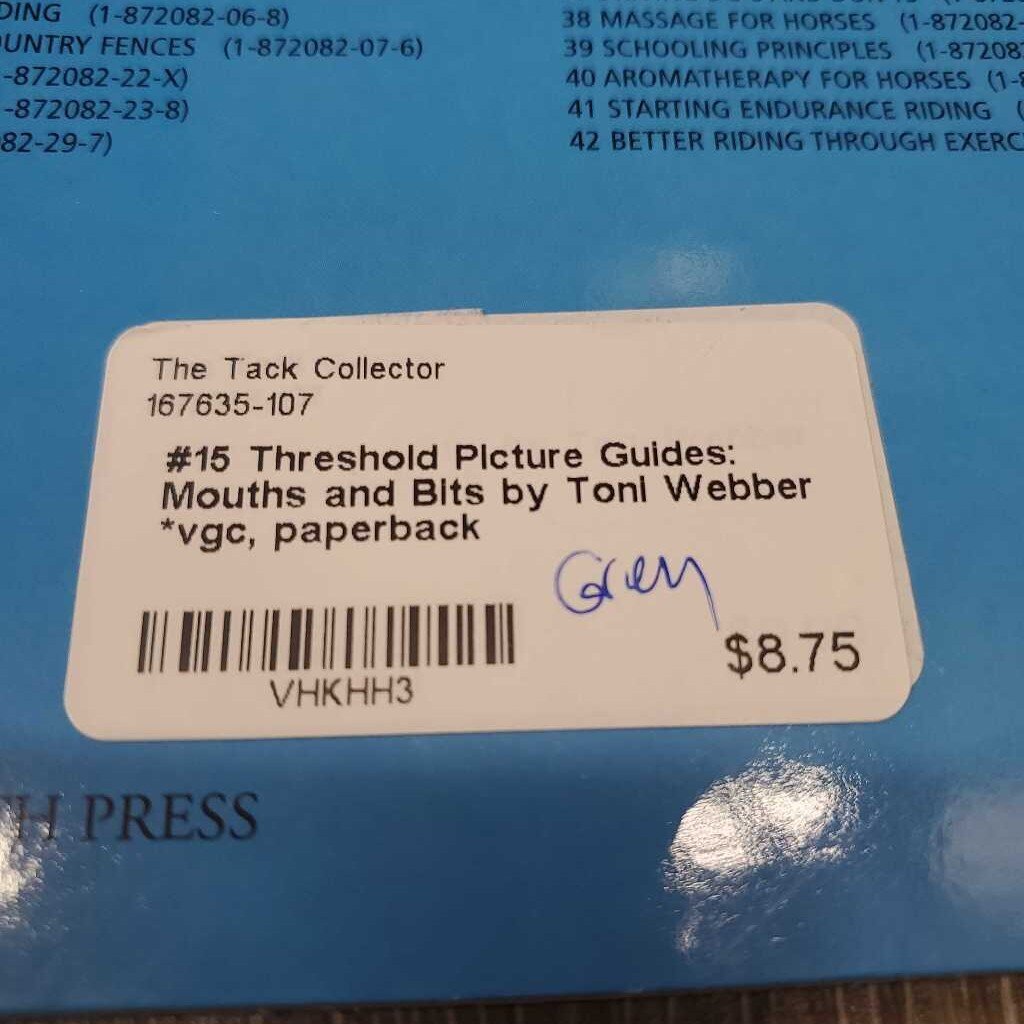 DING (1-872082-06-8)
OUNTRY FENCES (1-872082-07-6)
-872082-22-X)
-872082-23-8)
82-29-7)
38 MASSAGE FOR HORSES (1-872082-
39 SCHOOLING PRINCIPLES (1-87208
40 AROMATHERAPY FOR HORSES (1-
41 STARTING ENDURANCE RIDING (
42 BETTER RIDING THROUGH EXERC
The Tack Collector
167635-107
#15 Threshold Picture Guides:
Mouths and Bits by Toni Webber
*vgc, paperback
Grey
$8.75
VHKHH3
TH PRESS